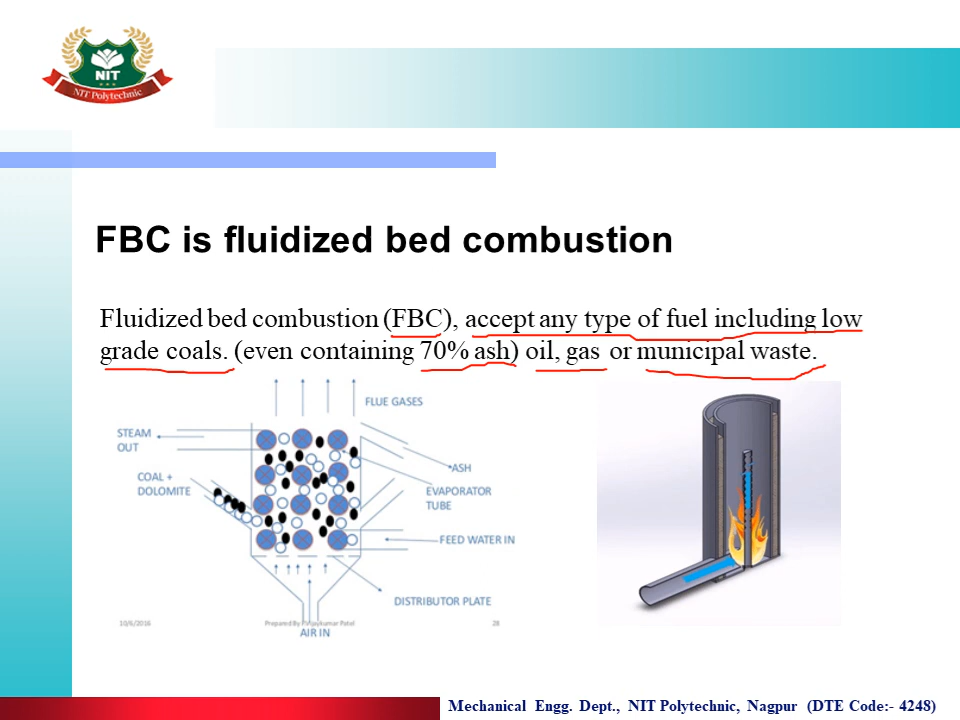 NIT
NIT Polytechnic
FBC is fluidized bed combustion
Fluidized bed combustion (FBC), accept any type of fuel including low
grade coals. (even containing 70% ash) oil, gas or municipal waste.
FLUE GASES
STEAM
OUT
COAL +
DOLOMITE
ASH
EVAPORATOR
TUBE
FEED WATER IN
DISTRIBUTOR PLATE
10/6/2016
Prepared By
Patel
28
AIR IN
Mechanical Engg. Dept., NIT Polytechnic, Nagpur (DTE Code:- 4248)